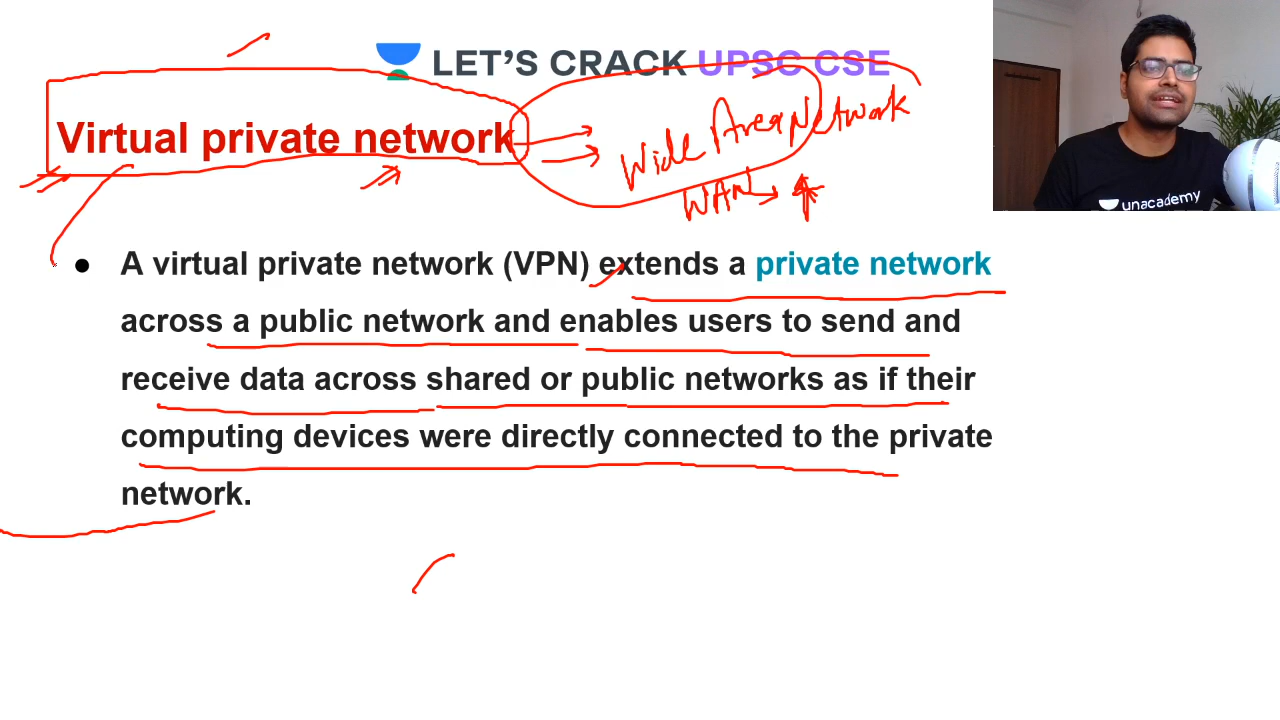 LET'S CRACK UPSC CSE
Virtual private network
Wide Area Network
WAN
unacademy
● A virtual private network (VPN) extends a private network
across a public network and enables users to send and
receive data across shared or public networks as if their
computing devices were directly connected to the private
network.